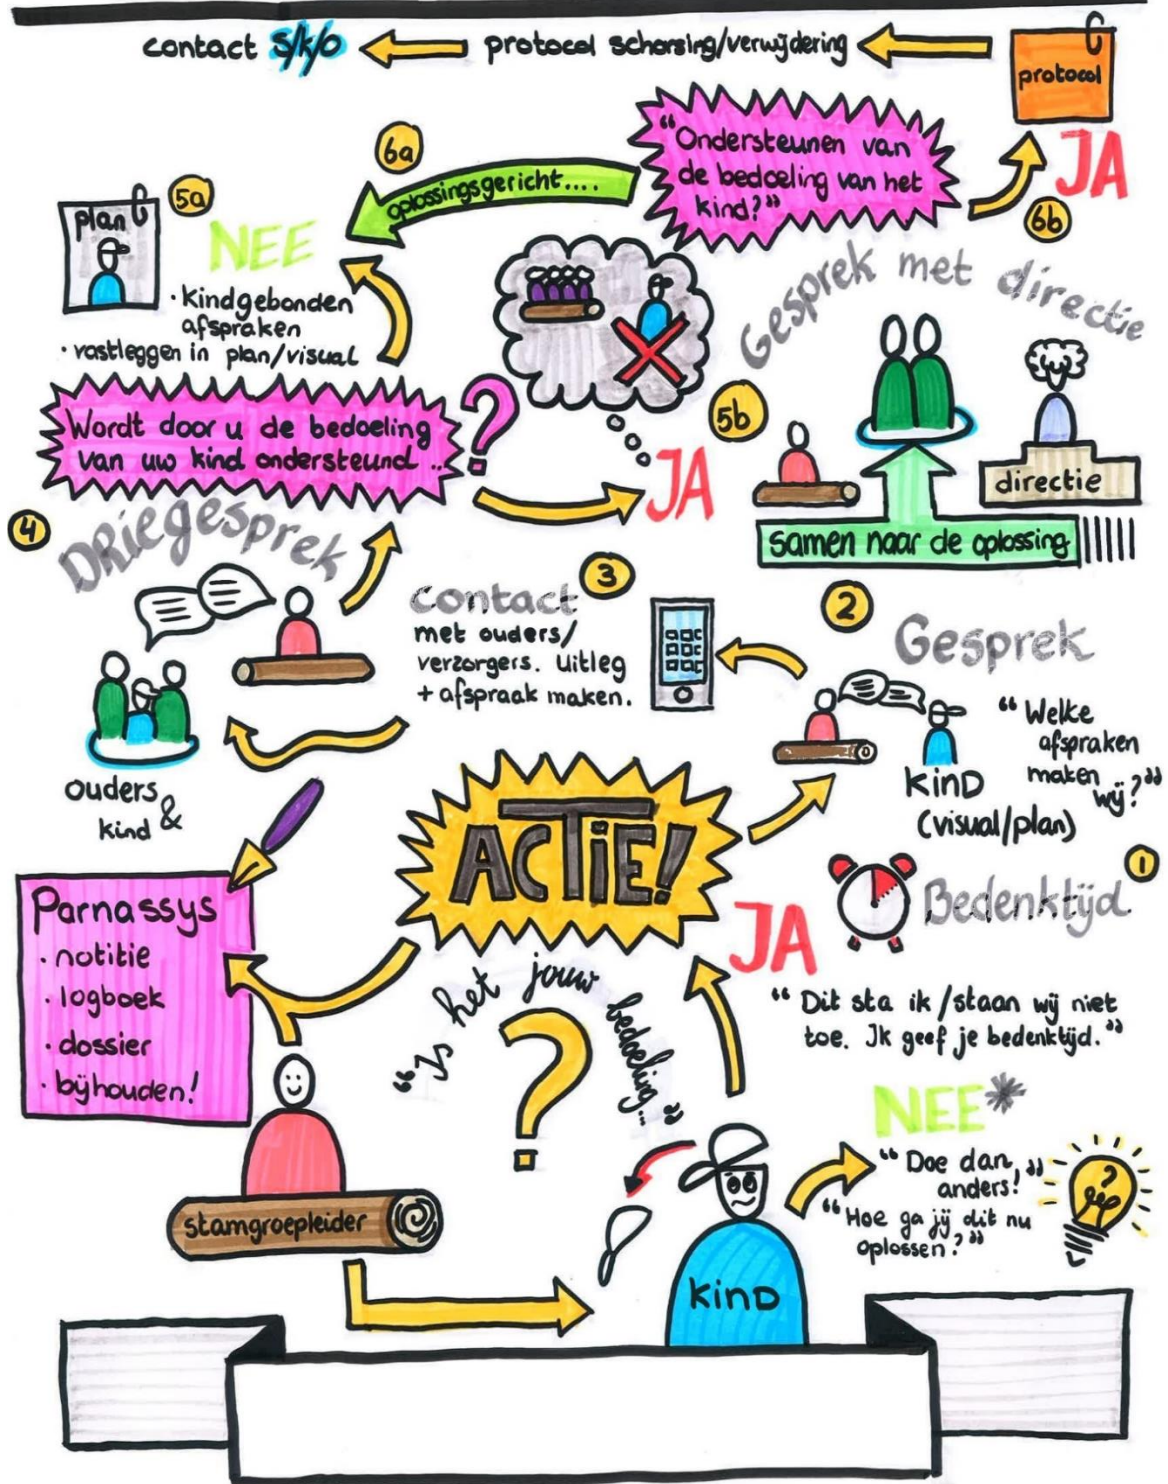 contact S/k/o
protocol schorsing/verwijdering
protocol
"Ondersteunen van
de bedoeling van het
kind?"
JA
6b
6a
oplossingsgericht....
5a
plan
NEE
· kindgebonden
afspraken
· vastleggen in plan/visual
Gesprek met directie
5b
directie
samen naar de oplossing
Wordt door u de bedoeling
van uw kind ondersteund ..
?
JA
4
DRiegesprek
ouders
& kind
3
contact
met ouders/
verzorgers. Uitleg
+ afspraak maken.
2
Gesprek
"Welke
afspraken
maken
wij?"
KinD
(visual/plan)
ACTiE!
1
Bedenktijd
JA
"Dit sta ik/staan wij niet
toe. Ik geef je bedenktijd."
Parnassys
· notitie
· logboek
· dossier
· bijhouden!
"Is het jouw bedoeling..."
?
NEE*
"Doe dan
anders!"
"Hoe ga jij dit nu
oplossen?"
?
stamgroepleider
KinD